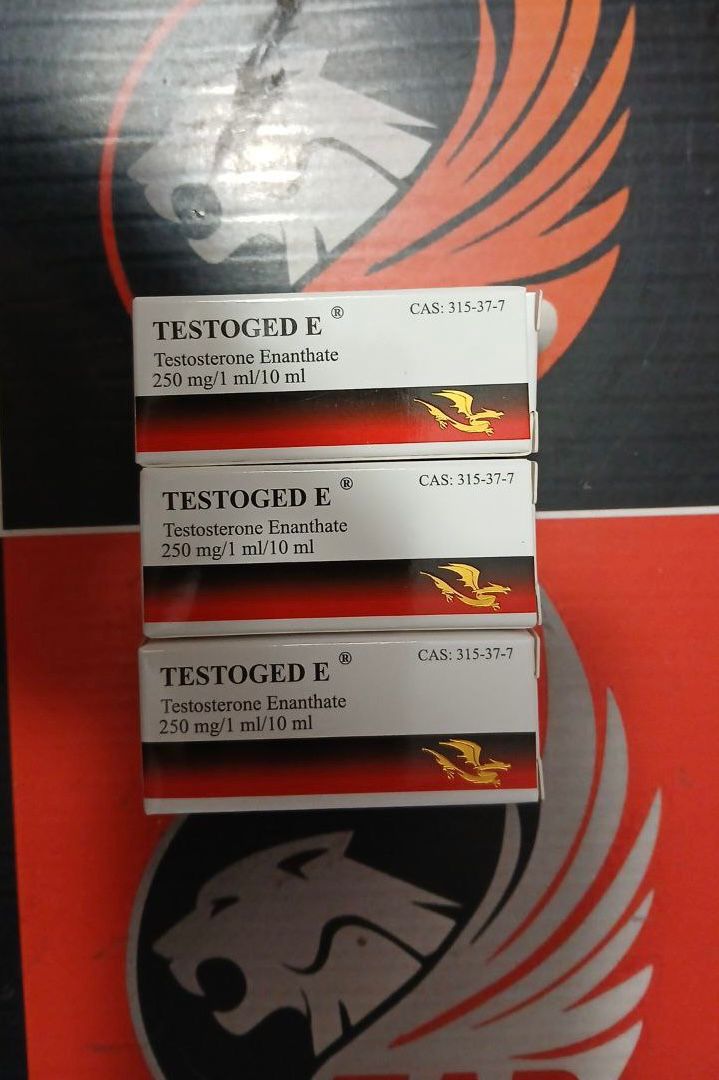 TESTOGED E ®
CAS: 315-37-7
Testosterone Enanthate
250 mg/1 ml/10 ml
TESTOGED E ®
CAS: 315-37-7
Testosterone Enanthate
250 mg/1 ml/10 ml
TESTOGED E ®
CAS: 315-37-7
Testosterone Enanthate
250 mg/1 ml/10 ml